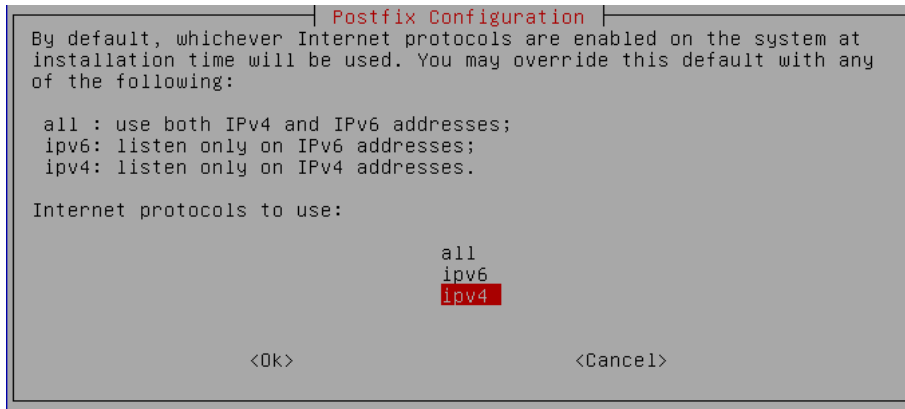 Postfix Configuration
By default, whichever Internet protocols are enabled on the system at
installation time will be used. You may override this default with any
of the following:
all : use both IPv4 and IPv6 addresses;
ipv6: listen only on IPv6 addresses;
ipv4: listen only on IPv4 addresses.
Internet protocols to use:
all
ipv6
ipv4
<Ok> <Cancel>